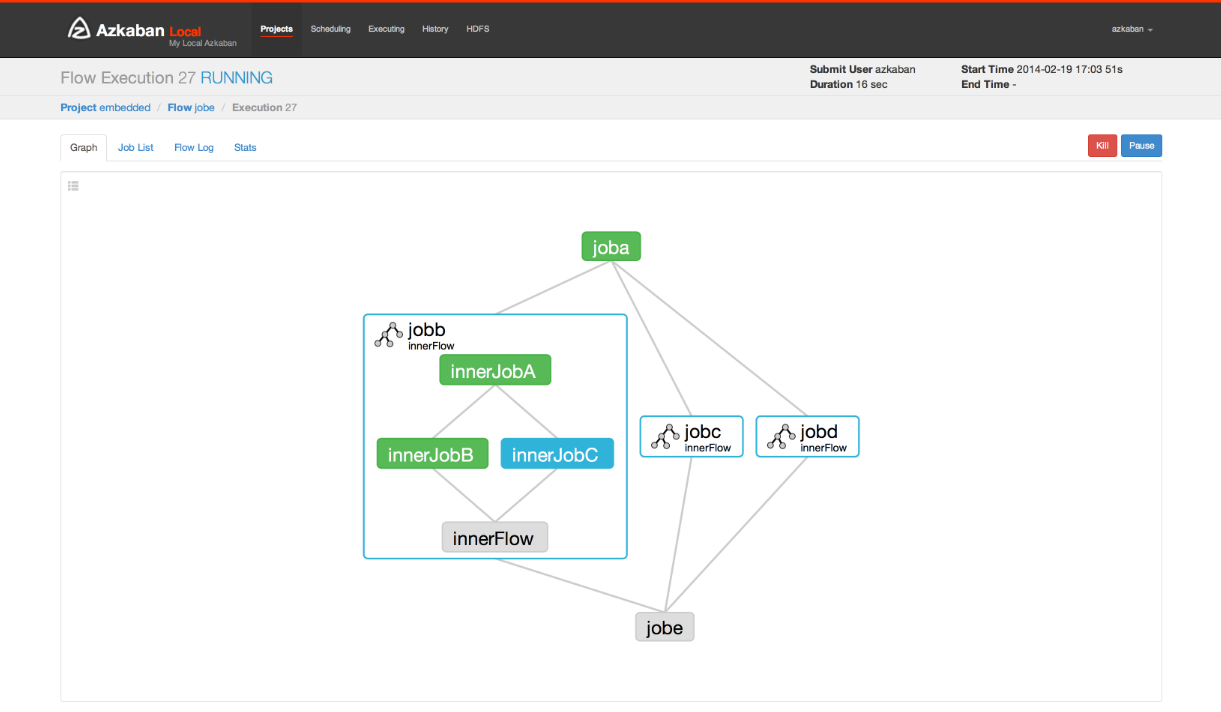 Azkaban Local
My Local Azkaban
Projects Scheduling Executing History HDFS
azkaban
Flow Execution 27 RUNNING
Submit User azkaban
Duration 16 sec
Start Time 2014-02-19 17:03 51s
End Time -
Project embedded / Flow jobe / Execution 27
Graph Job List Flow Log Stats
Kill Pause
joba
jobb
innerFlow
innerJobA
jobc
innerFlow
jobd
innerFlow
innerJobB innerJobC
innerFlow
jobe